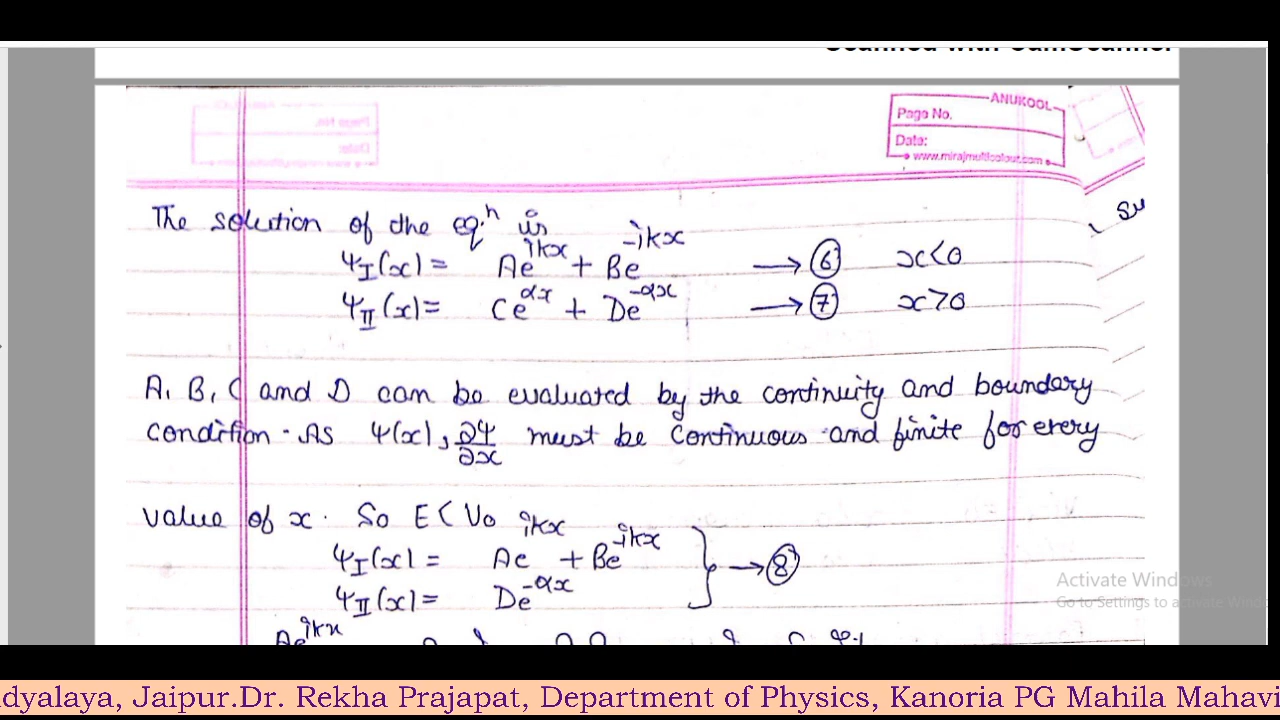 Scanned with CamScanner
ANUKOOL
Page No.
Date:
www.mirajmulticolour.com
The solution of the eqⁿ is
Ψ_I(x) = Ae^{ikx} + Be^{-ikx} → ⑥ x<0
Ψ_II(x) = Ce^{αx} + De^{-αx} → ⑦ x>0
A, B, C and D can be evaluated by the continuity and boundary
condition. As Ψ(x), ∂Ψ/∂x must be continuous and finite for every
value of x. So E<V₀
Ψ_I(x) = Ae^{ikx} + Be^{-ikx}
Ψ_II(x) = De^{-αx} } → ⑧
Ae^{ikx}
Activate Windows
Go to Settings to activate Windows
dyalaya, Jaipur.Dr. Rekha Prajapat, Department of Physics, Kanoria PG Mahila Mahavi